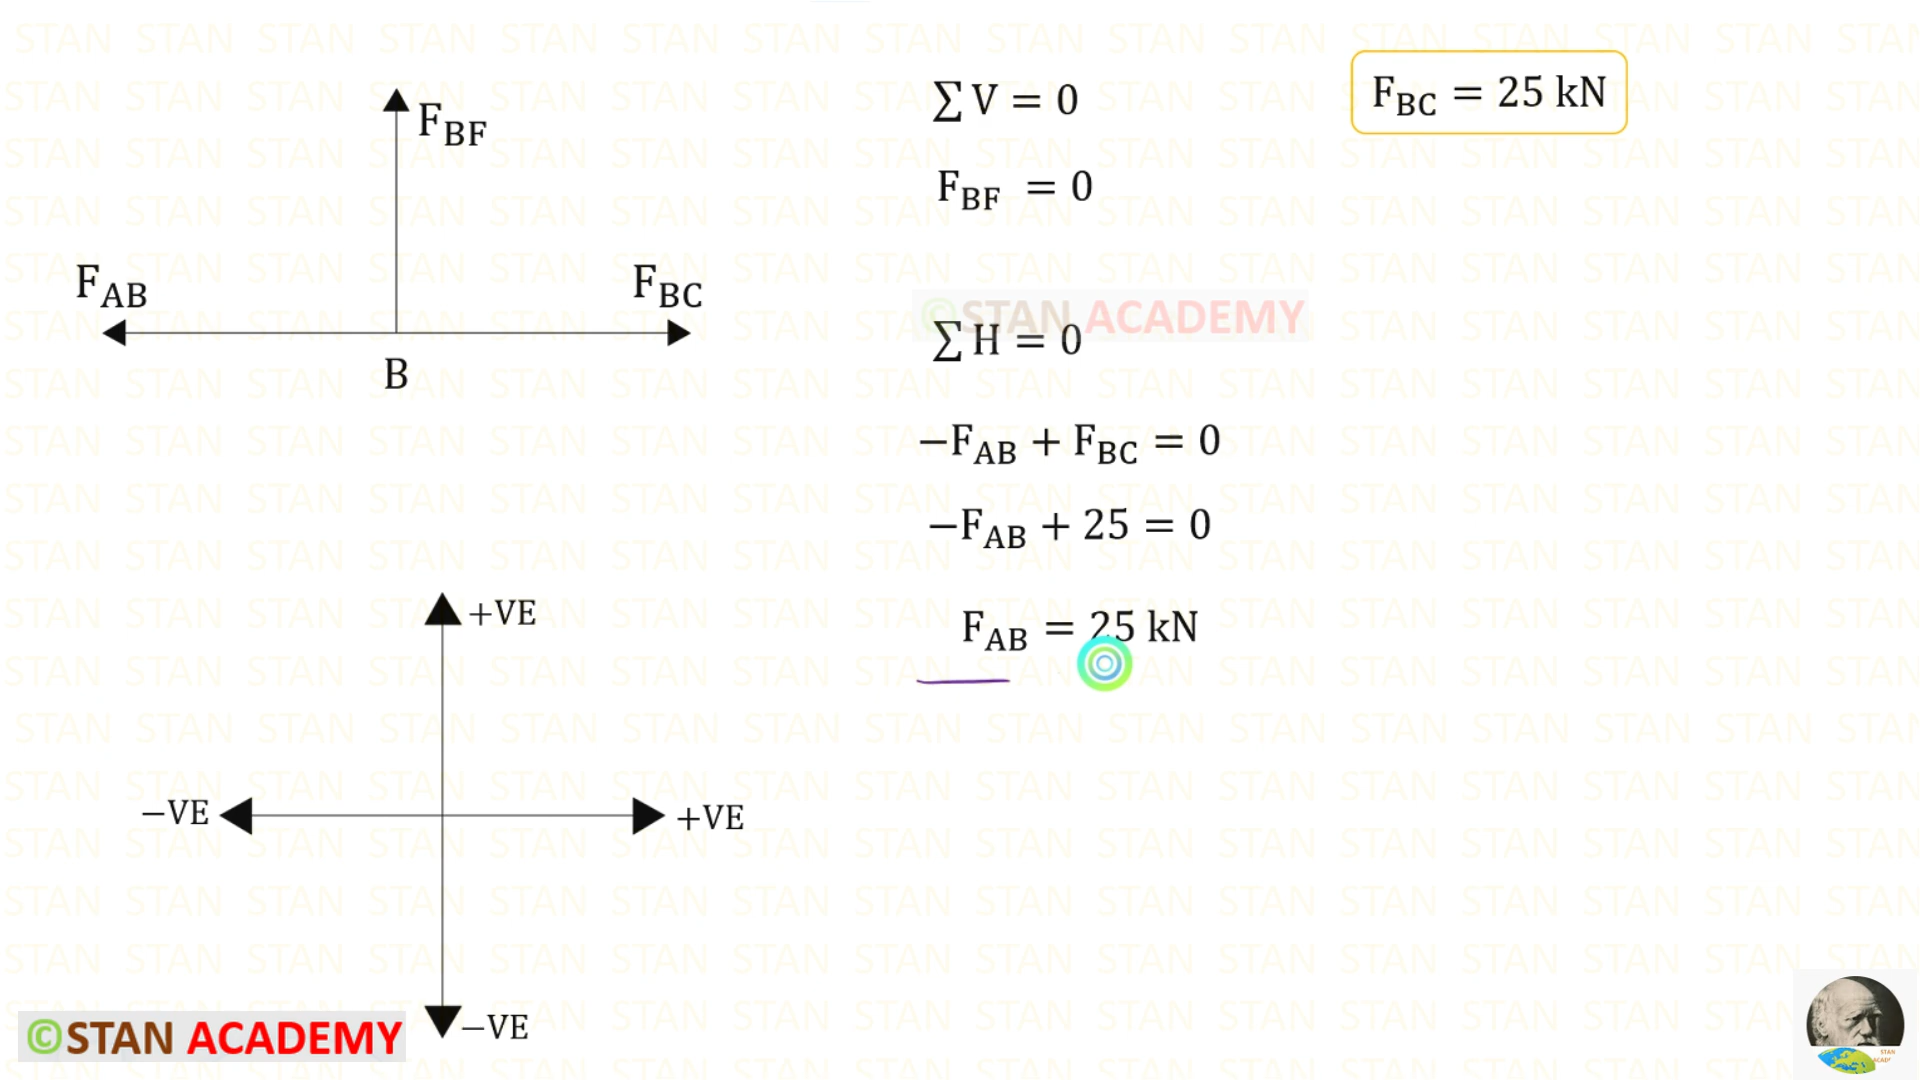 F_BF
F_AB
F_BC
B
∑ V = 0
F_BF = 0
∑ H = 0
−F_AB + F_BC = 0
−F_AB + 25 = 0
F_AB = 25 kN
F_BC = 25 kN
+VE
−VE
+VE
−VE
©STAN ACADEMY
©STAN ACADEMY
STAN